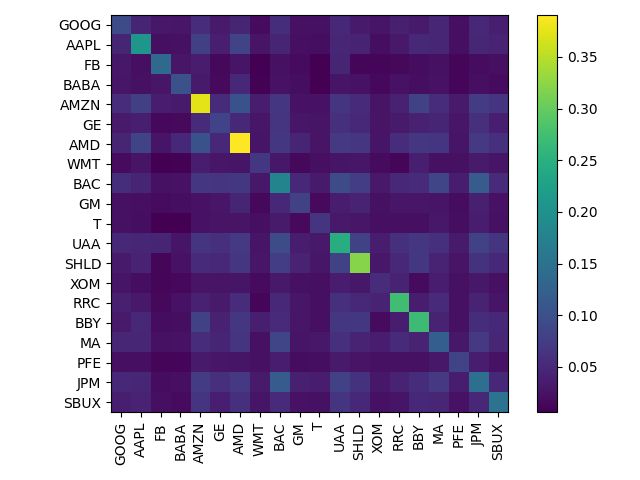 GOOG
AAPL
FB
BABA
AMZN
GE
AMD
WMT
BAC
GM
T
UAA
SHLD
XOM
RRC
BBY
MA
PFE
JPM
SBUX
GOOG
AAPL
FB
BABA
AMZN
GE
AMD
WMT
BAC
GM
T
UAA
SHLD
XOM
RRC
BBY
MA
PFE
JPM
SBUX
0.35
0.30
0.25
0.20
0.15
0.10
0.05